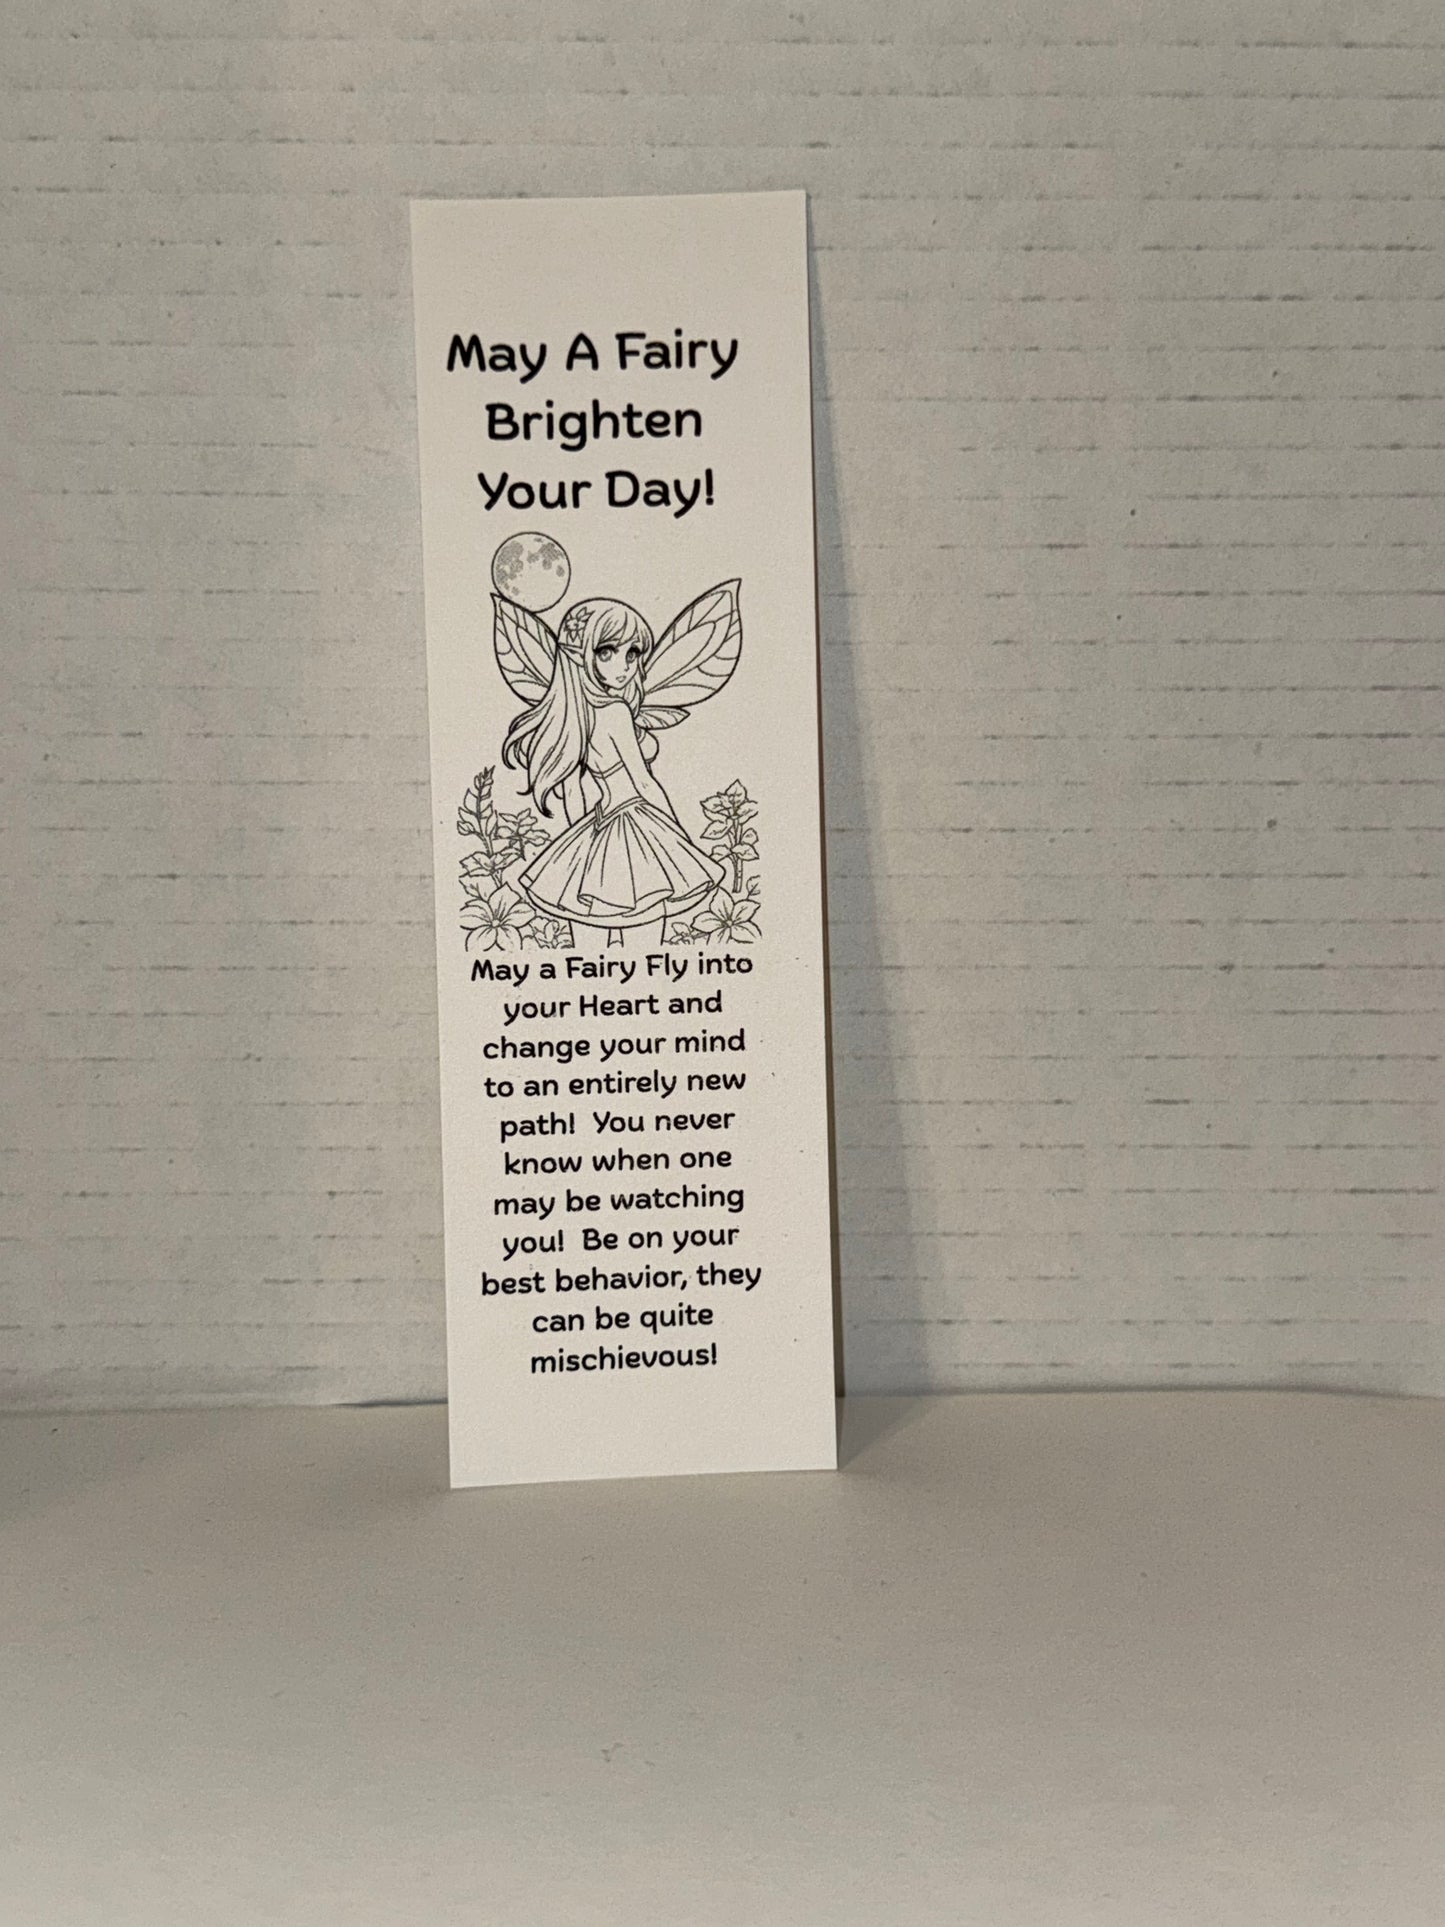 May A Fairy
Brighten
Your Day!
May a Fairy Fly into
your Heart and
change your mind
to an entirely new
path!  You never
know when one
may be watching
you!  Be on your
best behavior, they
can be quite
mischievous!